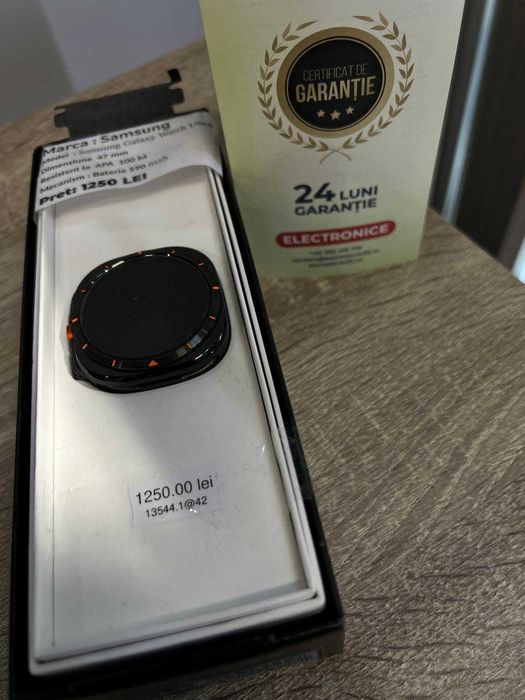 CERTIFICAT DE
GARANȚIE
24 LUNI
GARANȚIE
ELECTRONICE
Marca : Samsung
Model : Samsung Galaxy Watch Ultra
Dimensiune 47 mm
Resistent la APA 100 M
Mecanism : Baterie 590 mah
Pret: 1250 LEI
1250.00 lei
13544.1@42